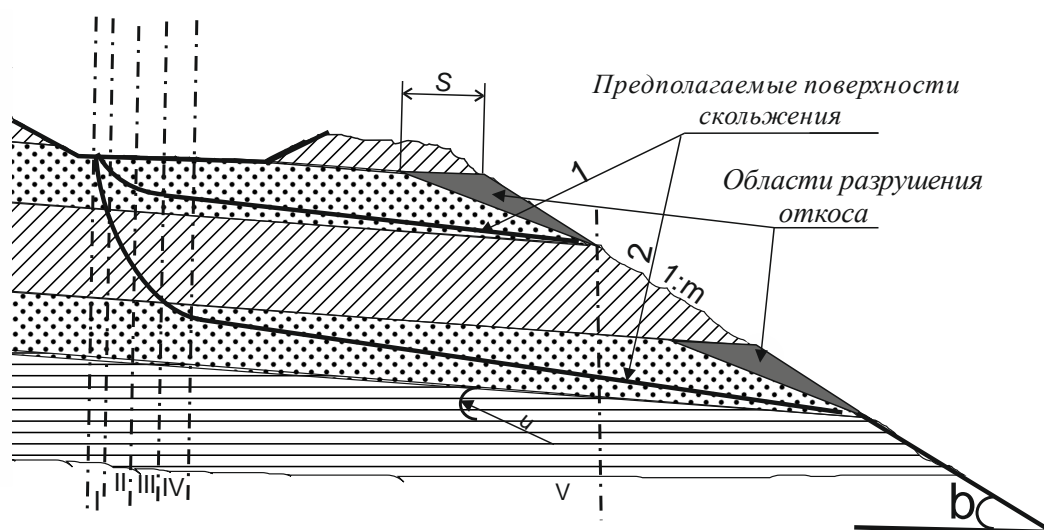 S
Предполагаемые поверхности
скольжения
1
Области разрушения
откоса
2
1:m
u
I
II
III
IV
V
b